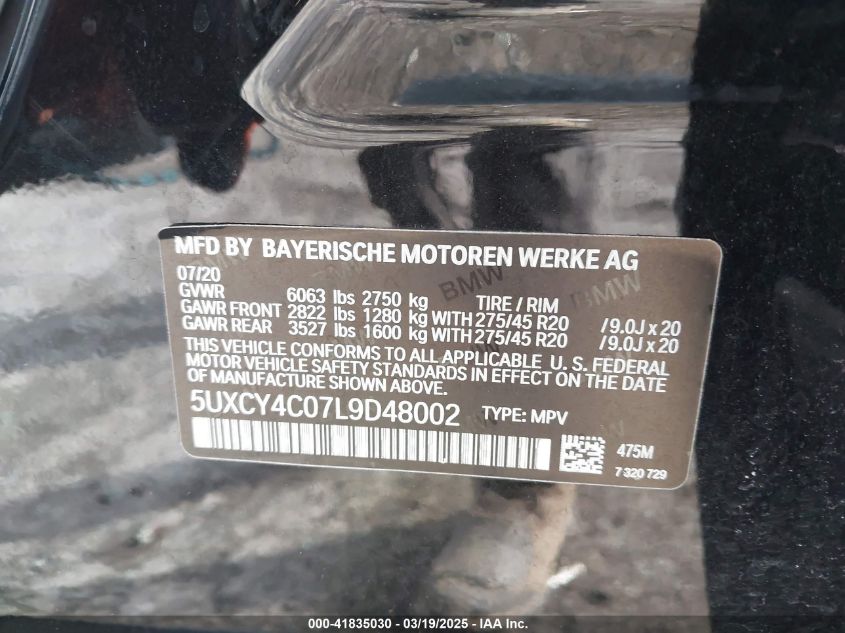 MFD BY BAYERISCHE MOTOREN WERKE AG
07/20
GVWR 6063 lbs 2750 kg TIRE / RIM
GAWR FRONT 2822 lbs 1280 kg WITH 275/45 R20 /9.0J x 20
GAWR REAR 3527 lbs 1600 kg WITH 275/45 R20 /9.0J x 20
THIS VEHICLE CONFORMS TO ALL APPLICABLE U. S. FEDERAL
MOTOR VEHICLE SAFETY STANDARDS IN EFFECT ON THE DATE
OF MANUFACTURE SHOWN ABOVE.
5UXCY4C07L9D48002 TYPE: MPV
475M
7 320 729
BMW
BMW
000-41835030 - 03/19/2025 - IAA Inc.